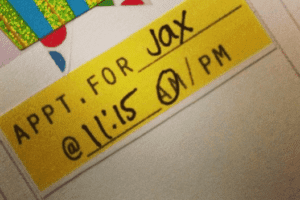 APPT. FOR Jax
@ 11:15 AM/PM